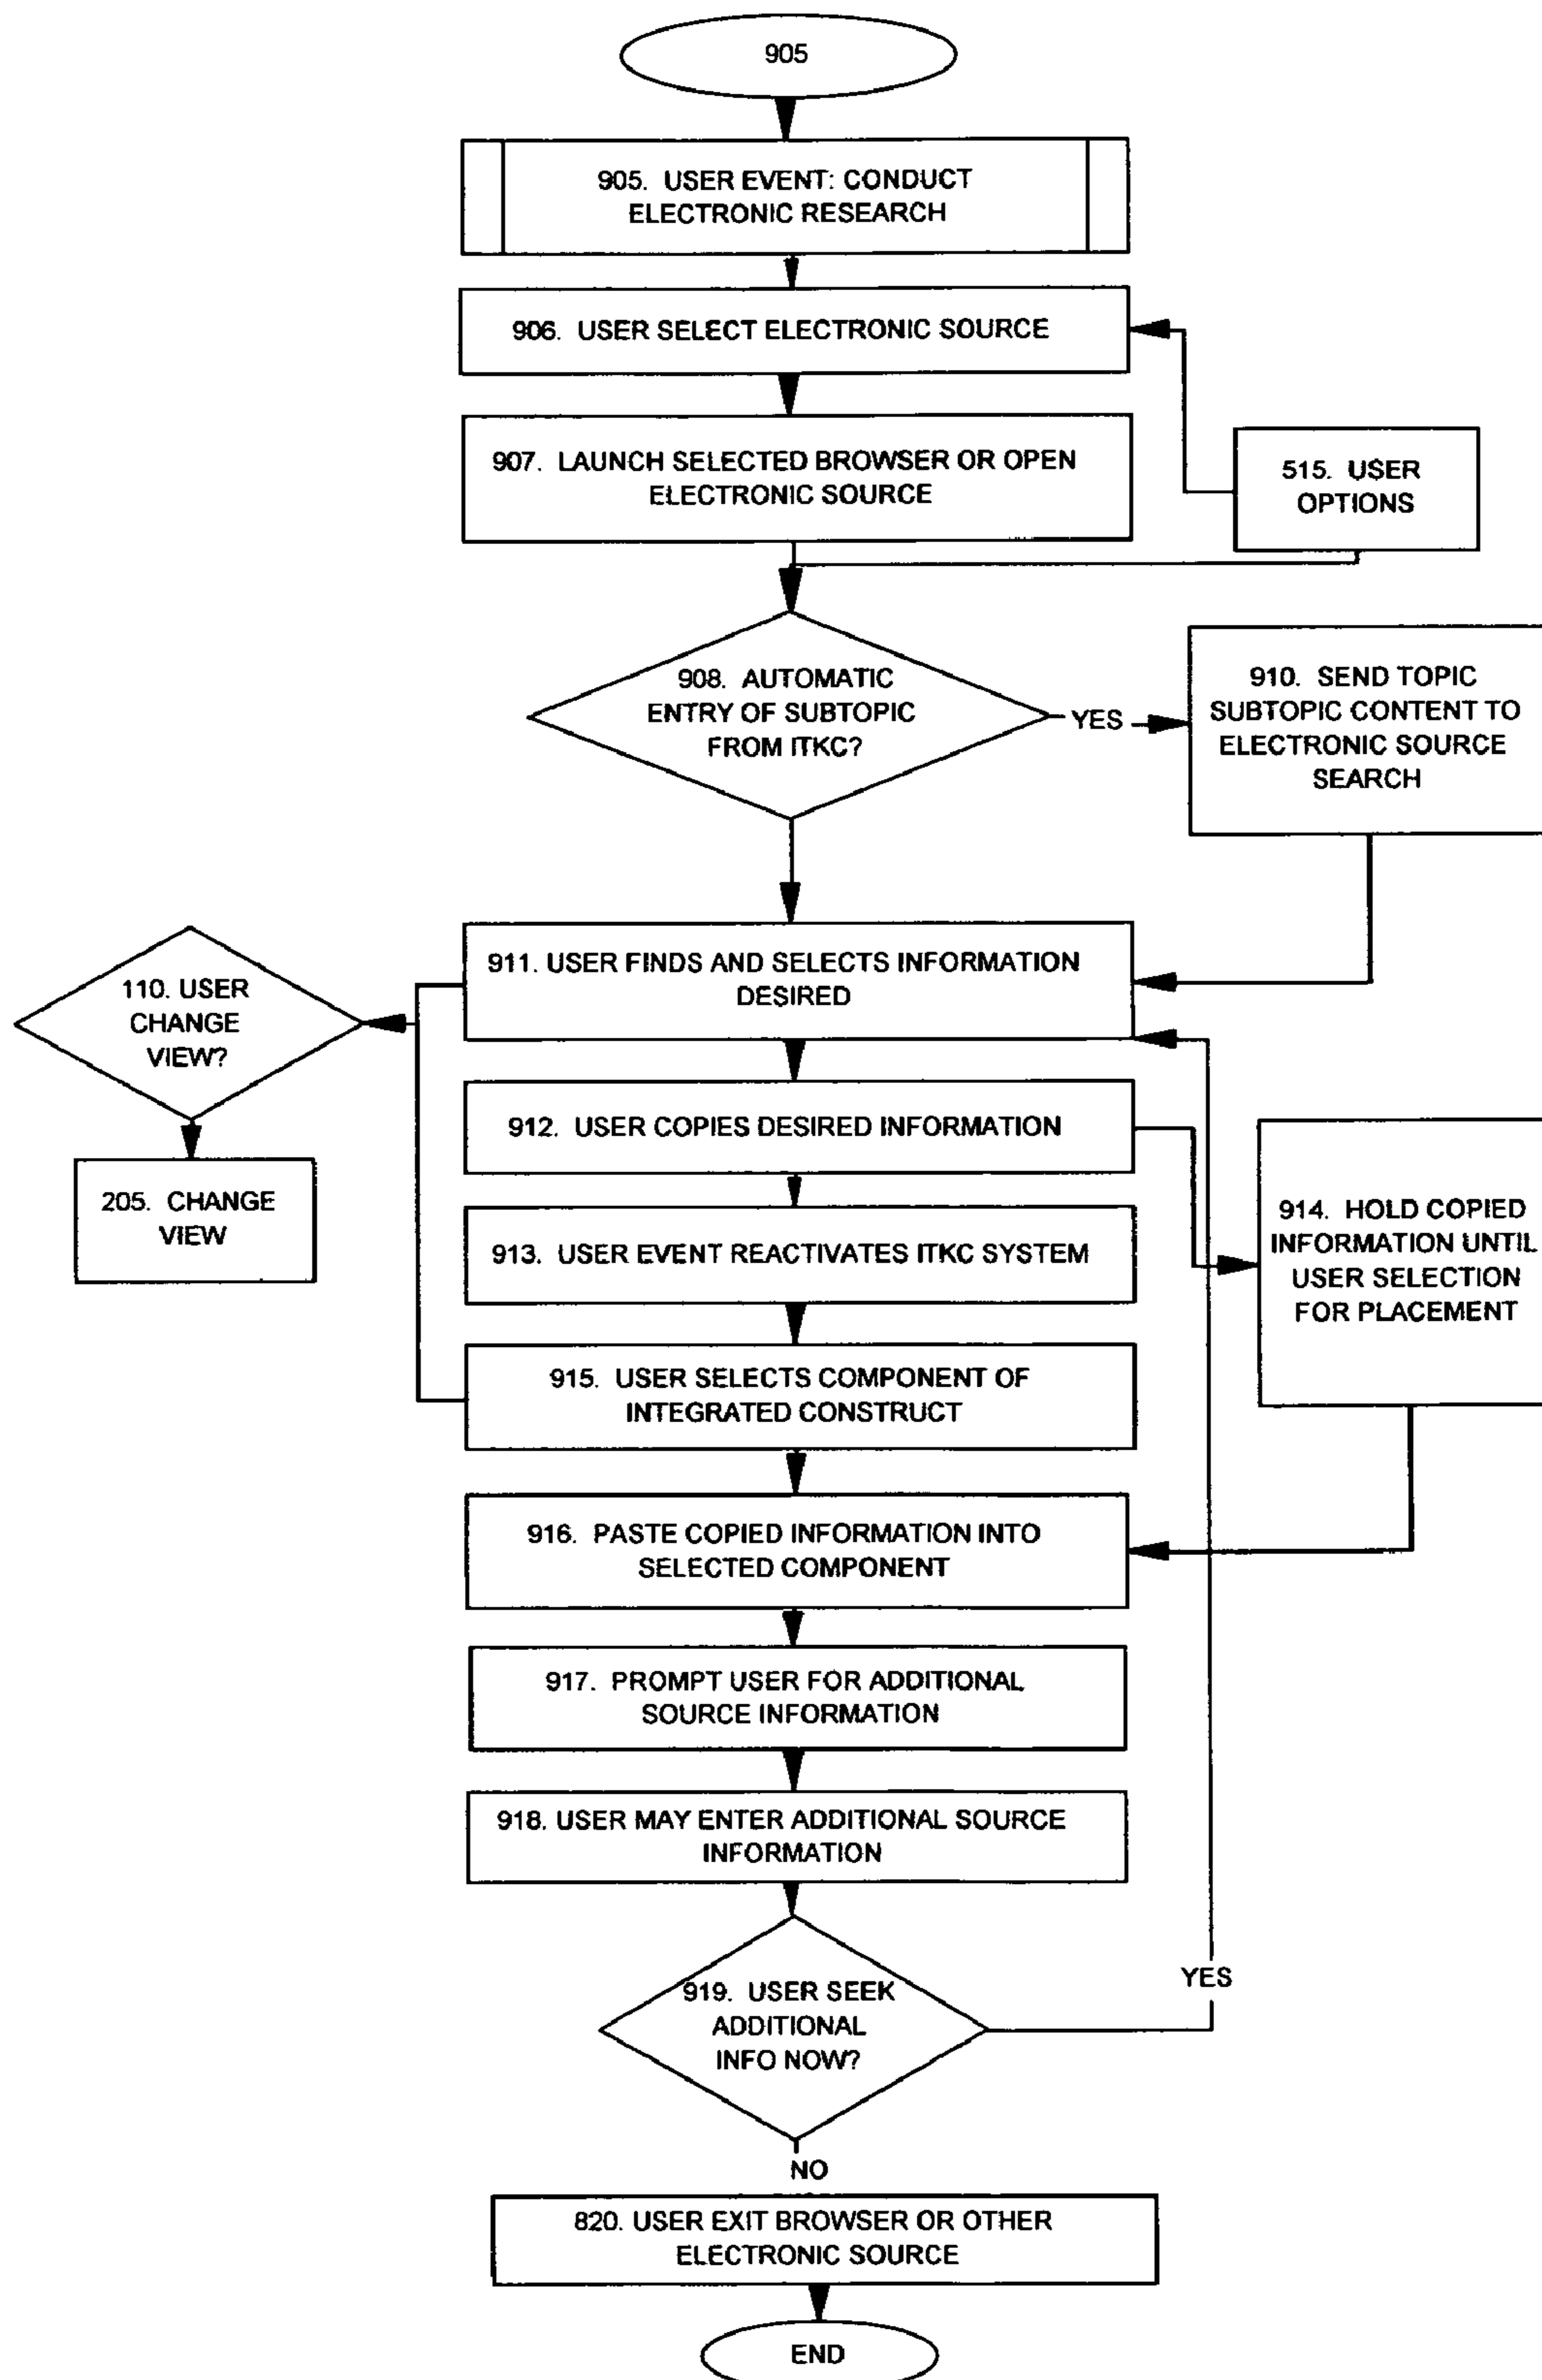 905
905. USER EVENT: CONDUCT
ELECTRONIC RESEARCH
906. USER SELECT ELECTRONIC SOURCE
907. LAUNCH SELECTED BROWSER OR OPEN
ELECTRONIC SOURCE
515. USER
OPTIONS
908. AUTOMATIC
ENTRY OF SUBTOPIC
FROM ITKC?
YES
910. SEND TOPIC
SUBTOPIC CONTENT TO
ELECTRONIC SOURCE
SEARCH
911. USER FINDS AND SELECTS INFORMATION
DESIRED
110. USER
CHANGE
VIEW?
205. CHANGE
VIEW
912. USER COPIES DESIRED INFORMATION
913. USER EVENT REACTIVATES ITKC SYSTEM
914. HOLD COPIED
INFORMATION UNTIL
USER SELECTION
FOR PLACEMENT
915. USER SELECTS COMPONENT OF
INTEGRATED CONSTRUCT
916. PASTE COPIED INFORMATION INTO
SELECTED COMPONENT
917. PROMPT USER FOR ADDITIONAL
SOURCE INFORMATION
918. USER MAY ENTER ADDITIONAL SOURCE
INFORMATION
919. USER SEEK
ADDITIONAL
INFO NOW?
YES
NO
820. USER EXIT BROWSER OR OTHER
ELECTRONIC SOURCE
END